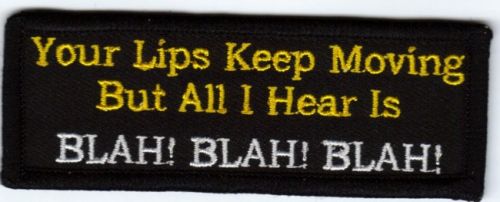 Your Lips Keep Moving
But All I Hear Is
BLAH! BLAH! BLAH!